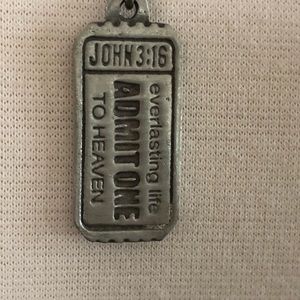 JOHN 3:16
everlasting life
ADMIT ONE
TO HEAVEN